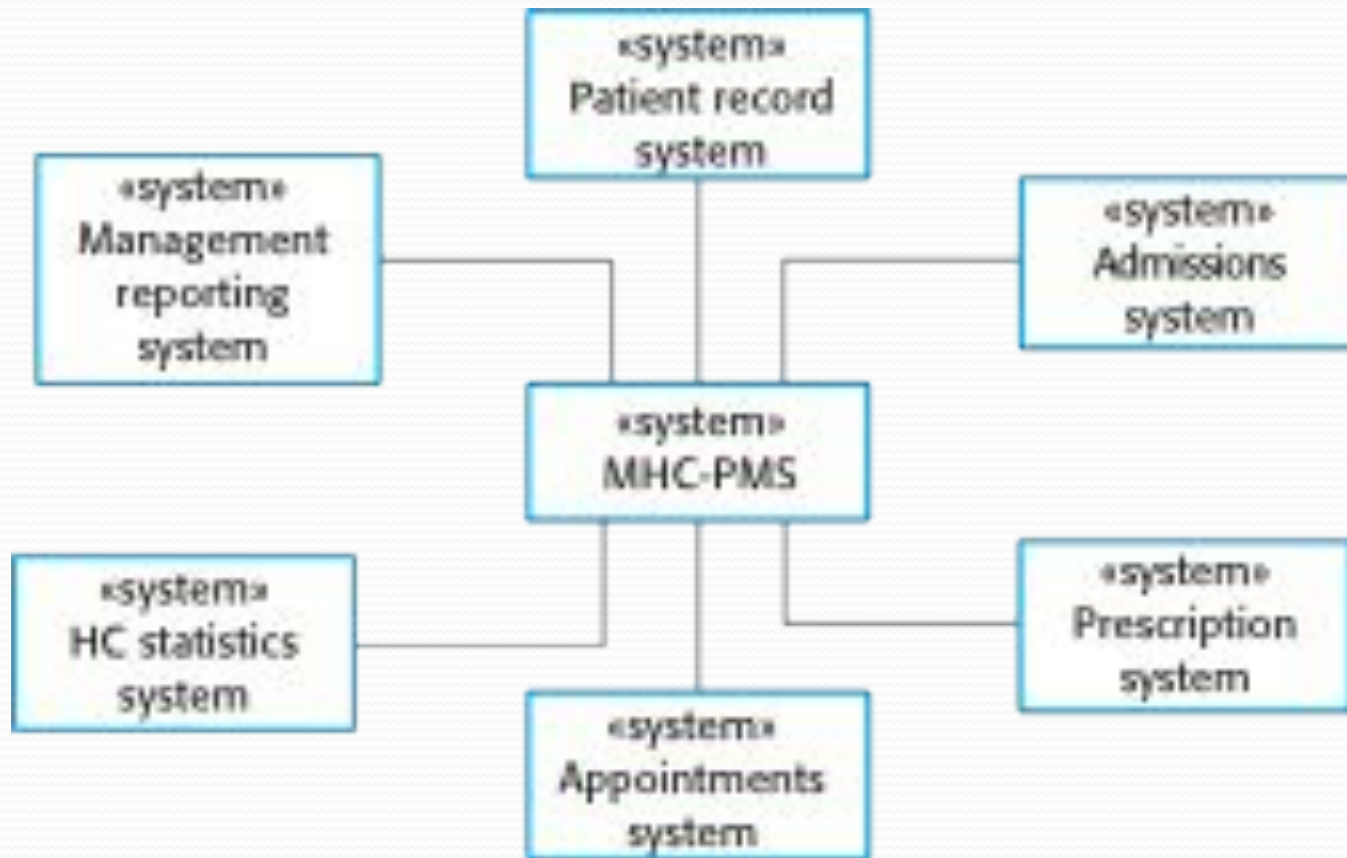 «system»
Patient record
system
«system»
Management
reporting
system
«system»
Admissions
system
«system»
MHC-PMS
«system»
HC statistics
system
«system»
Prescription
system
«system»
Appointments
system